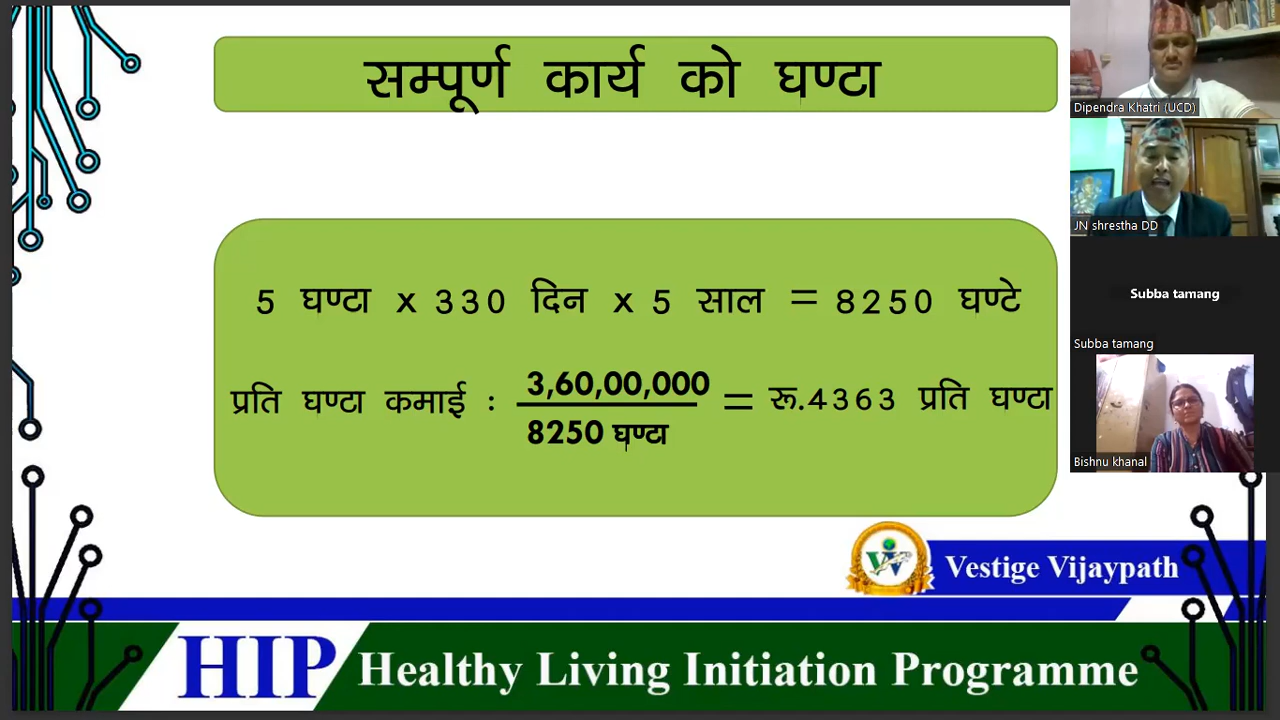 सम्पूर्ण कार्य को घण्टा
5 घण्टा x 330 दिन x 5 साल = 8250 घण्टे
प्रति घण्टा कमाई : 3,60,00,000 = रू.4363 प्रति घण्टा
8250 घण्टा
Vestige Vijaypath
HIP Healthy Living Initiation Programme
Dipendra Khatri (UCD)
JN shrestha DD
Subba tamang
Subba tamang
Bishnu khanal